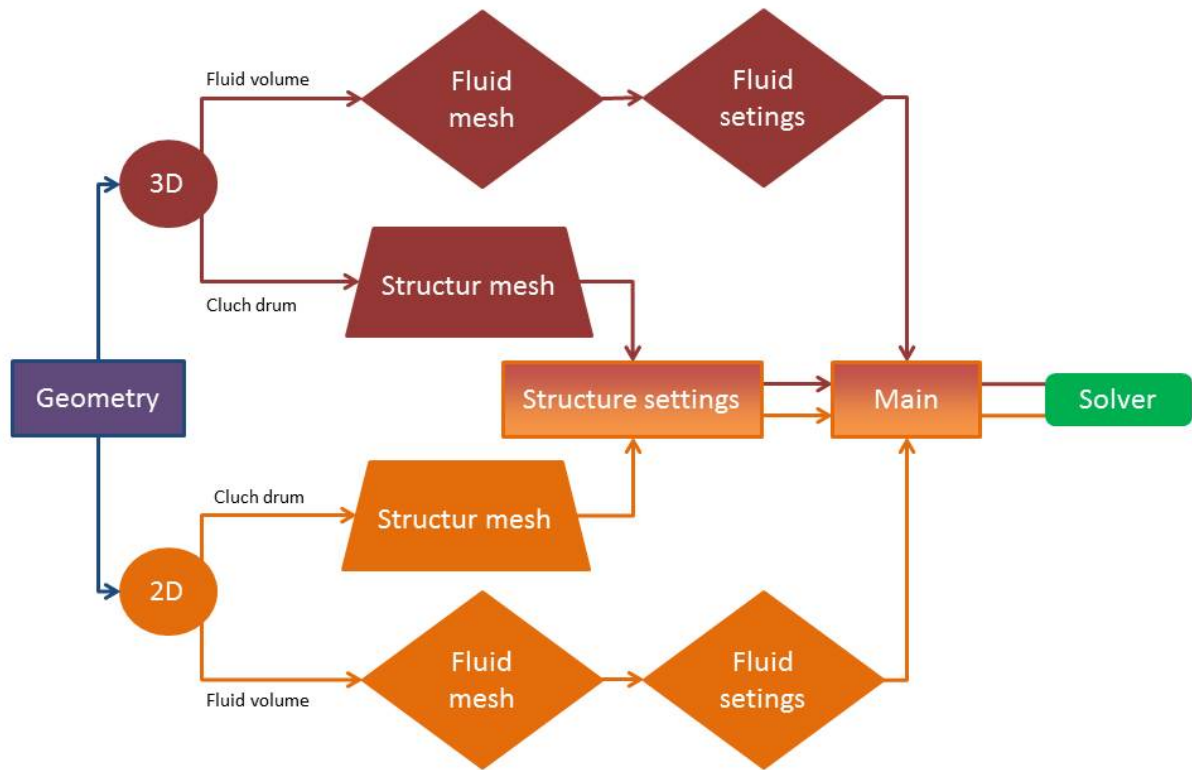 Fluid volume
Fluid
mesh
Fluid
setings
3D
Structur mesh
Cluch drum
Geometry
Structure settings
Main
Solver
Cluch drum
Structur mesh
2D
Fluid
mesh
Fluid
setings
Fluid volume